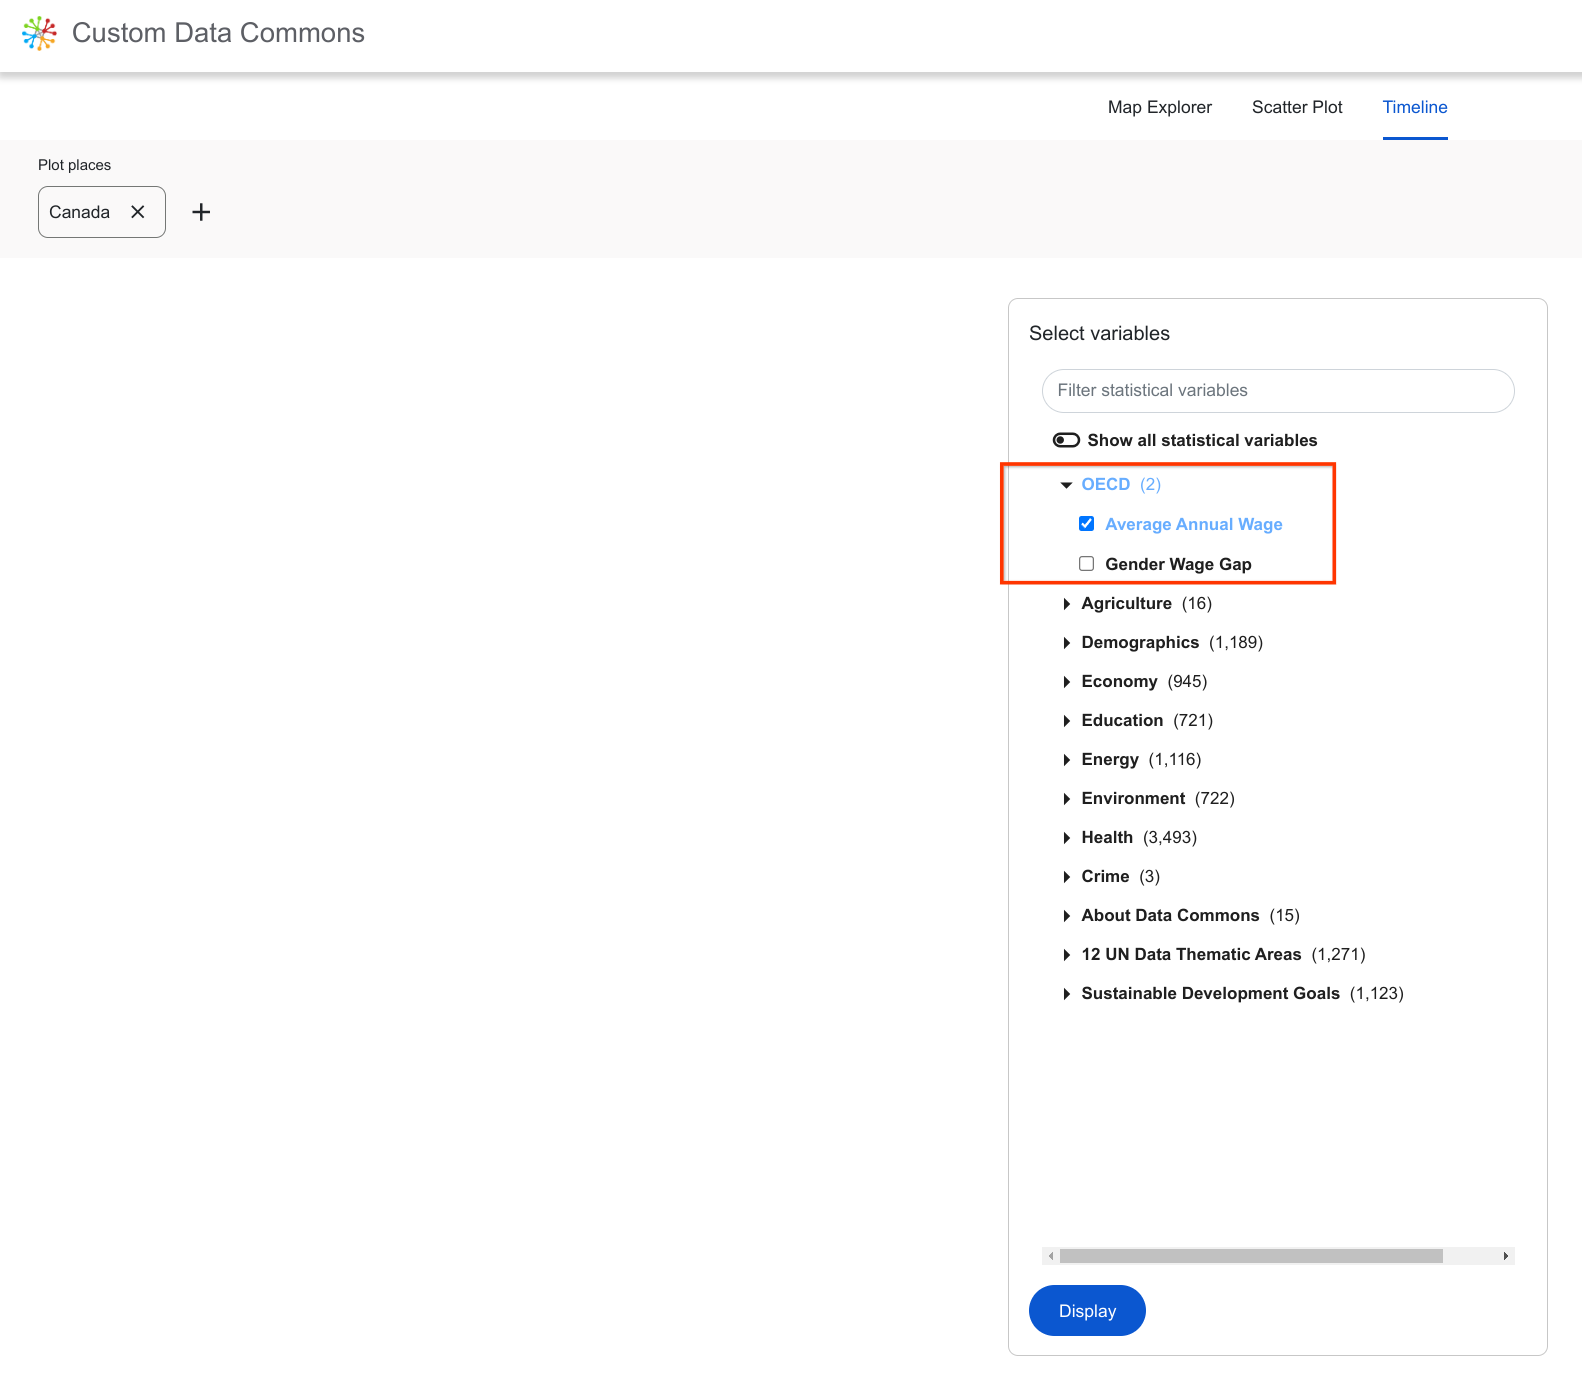 Custom Data Commons
Map Explorer Scatter Plot Timeline
Plot places
Canada
Select variables
Filter statistical variables
Show all statistical variables
OECD (2)
Average Annual Wage
Gender Wage Gap
Agriculture (16)
Demographics (1,189)
Economy (945)
Education (721)
Energy (1,116)
Environment (722)
Health (3,493)
Crime (3)
About Data Commons (15)
12 UN Data Thematic Areas (1,271)
Sustainable Development Goals (1,123)
Display